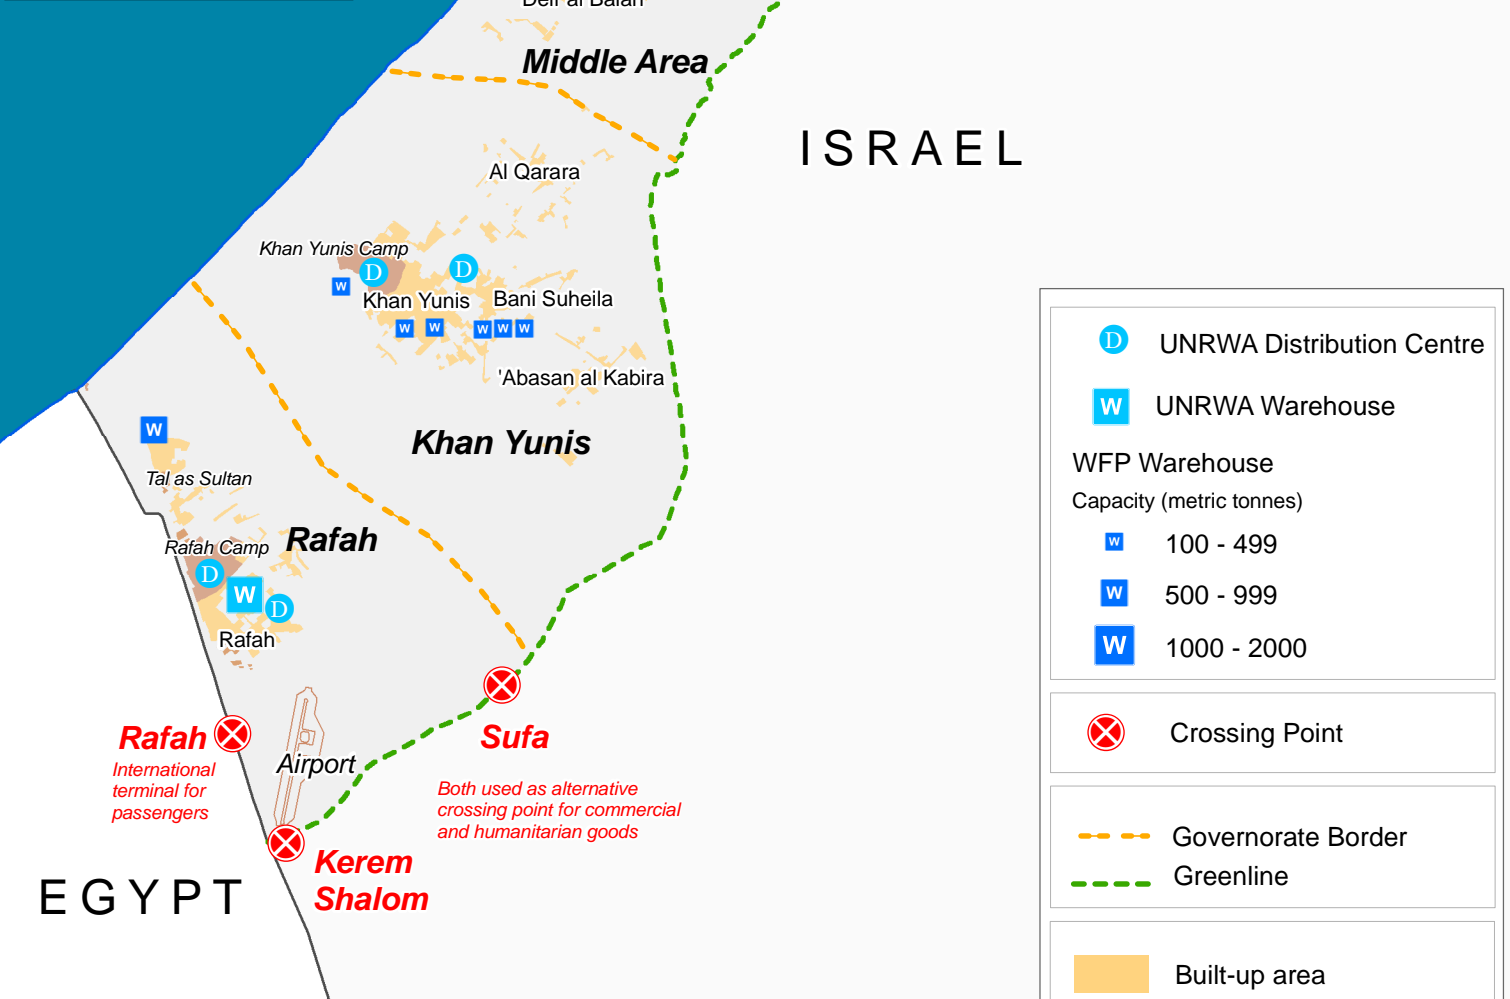 Deir al Balah
Middle Area
ISRAEL
Al Qarara
Khan Yunis Camp
D
D
W
Khan Yunis
Bani Suheila
W
W
W
W
W
'Abasan al Kabira
Khan Yunis
W
Tal as Sultan
Rafah
Rafah Camp
D
W
D
Rafah
Rafah
International
terminal for
passengers
Airport
Sufa
Both used as alternative
crossing point for commercial
and humanitarian goods
Kerem
Shalom
EGYPT
D UNRWA Distribution Centre
W UNRWA Warehouse
WFP Warehouse
Capacity (metric tonnes)
W 100 - 499
W 500 - 999
W 1000 - 2000
Crossing Point
Governorate Border
Greenline
Built-up area